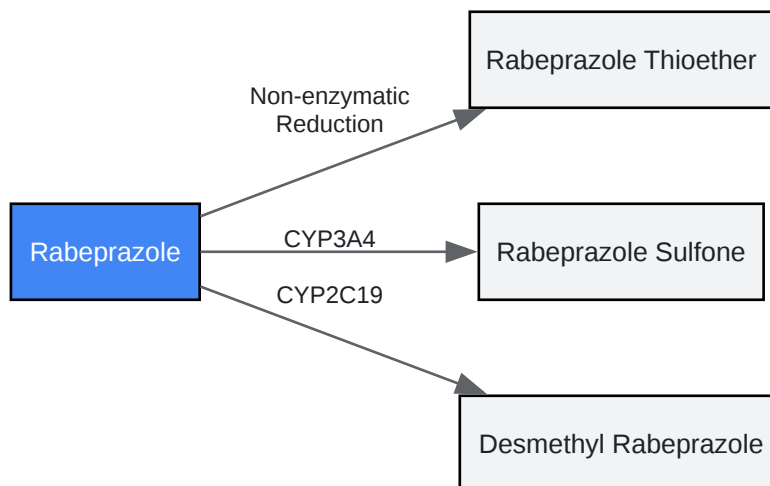 Rabeprazole Thioether
Non-enzymatic
Reduction
Rabeprazole
CYP3A4
Rabeprazole Sulfone
CYP2C19
Desmethyl Rabeprazole